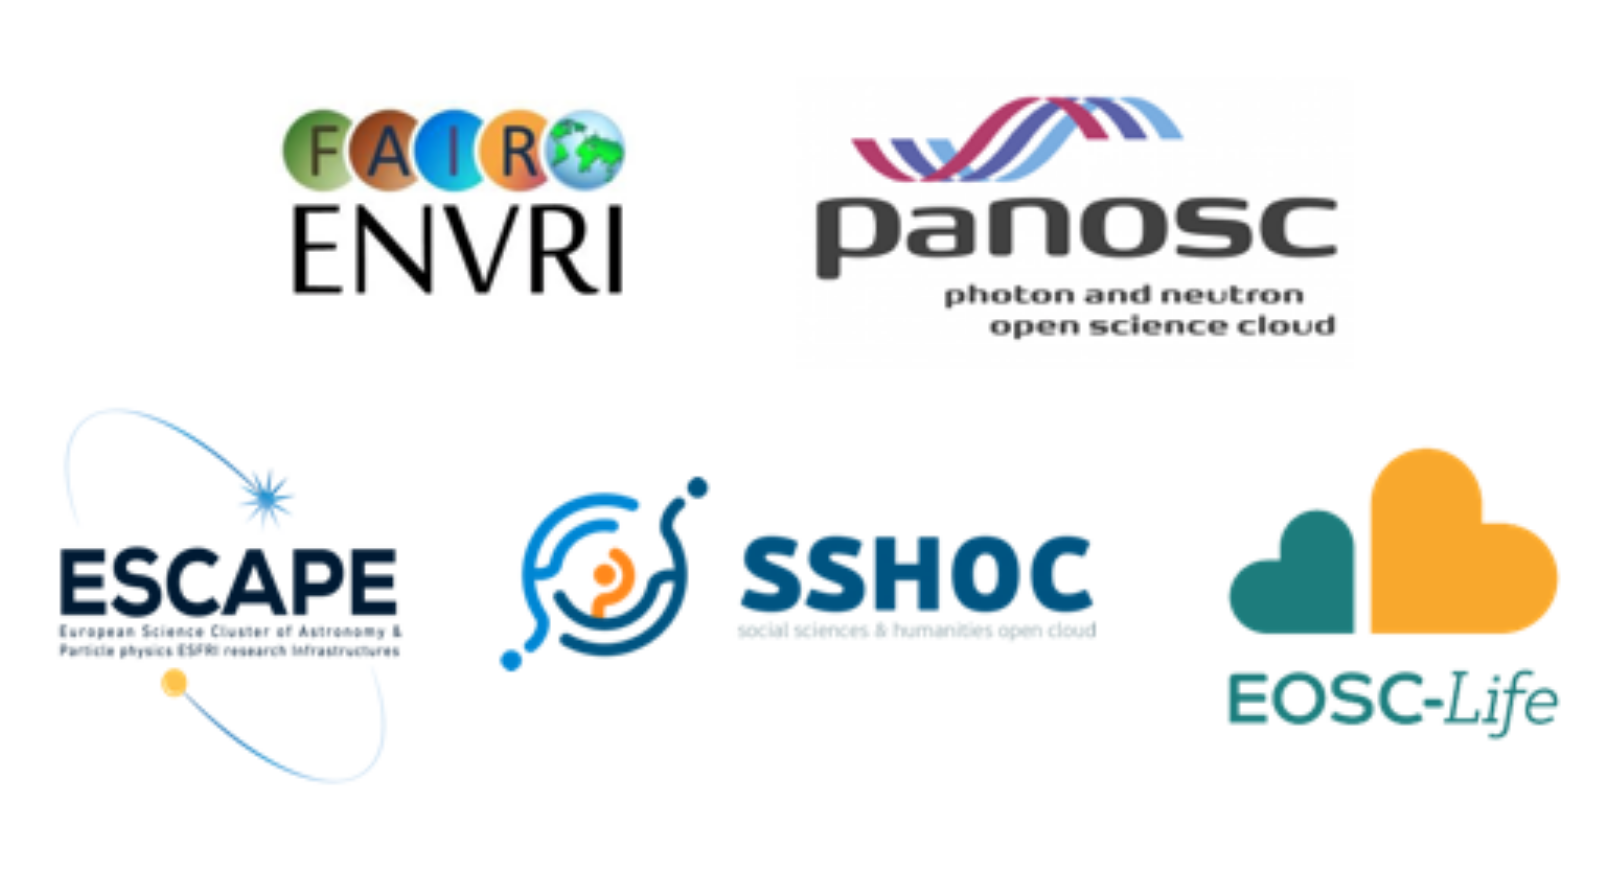 FAIR
ENVRI
panosc
photon and neutron
open science cloud
ESCAPE
European Science Cluster of Astronomy &
Particle physics ESFRI research Infrastructures
SSHOC
social sciences & humanities open cloud
EOSC-Life